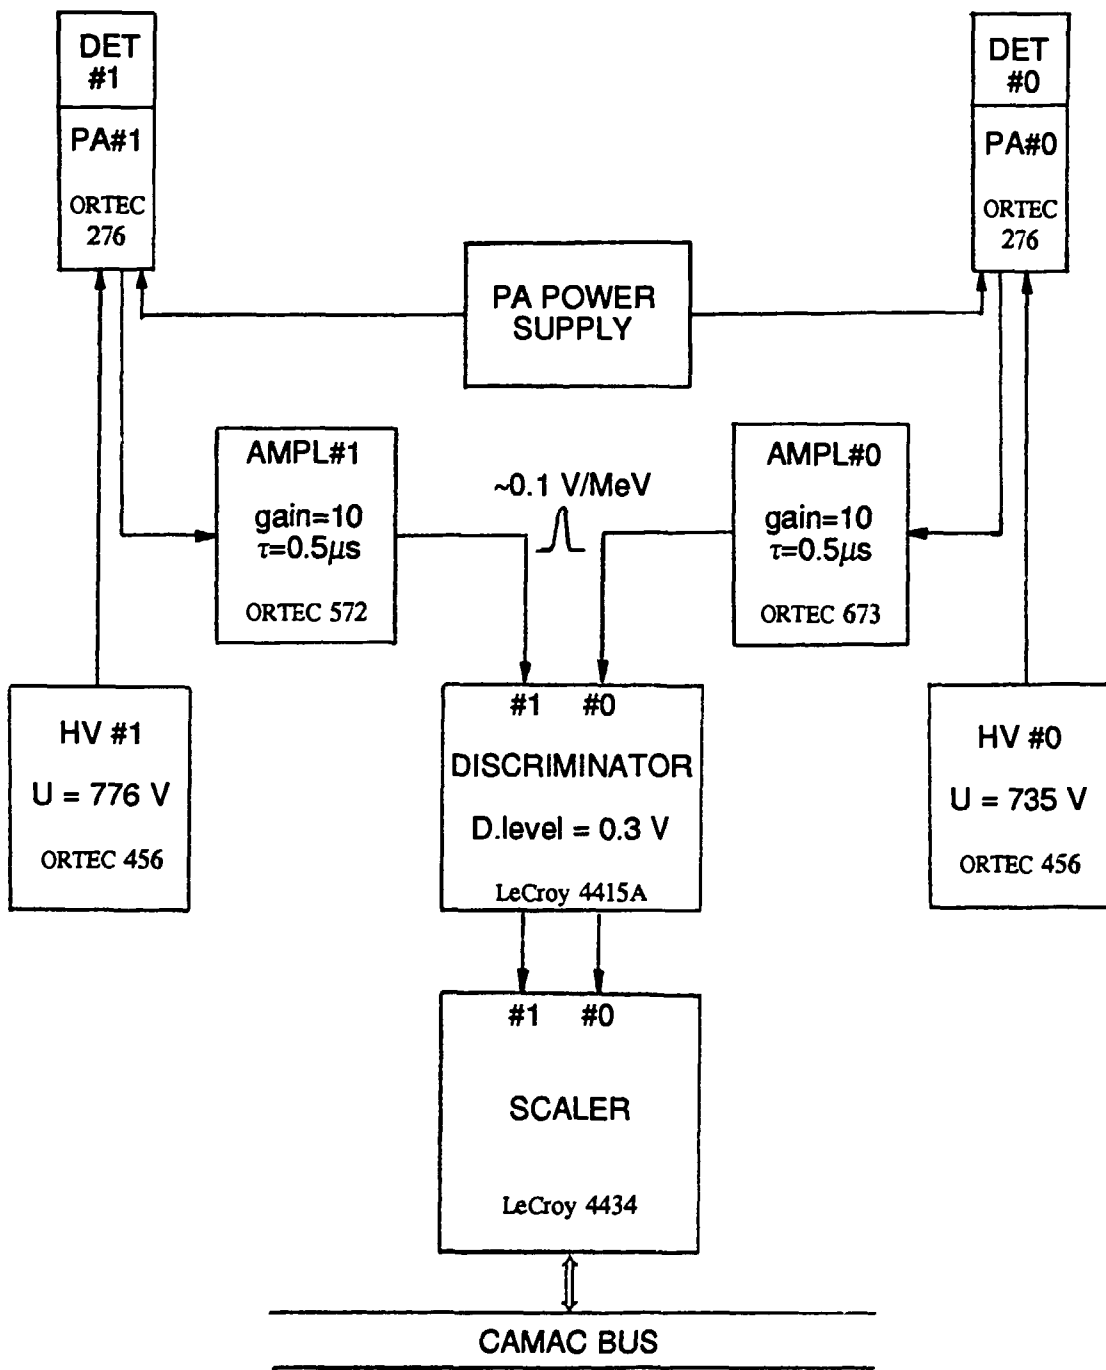 DET
#1
PA#1
ORTEC
276
DET
#0
PA#0
ORTEC
276
PA POWER
SUPPLY
AMPL#1
gain=10
τ=0.5μs
ORTEC 572
~0.1 V/MeV
AMPL#0
gain=10
τ=0.5μs
ORTEC 673
HV #1
U = 776 V
ORTEC 456
#1 #0
DISCRIMINATOR
D.level = 0.3 V
LeCroy 4415A
HV #0
U = 735 V
ORTEC 456
#1 #0
SCALER
LeCroy 4434
CAMAC BUS